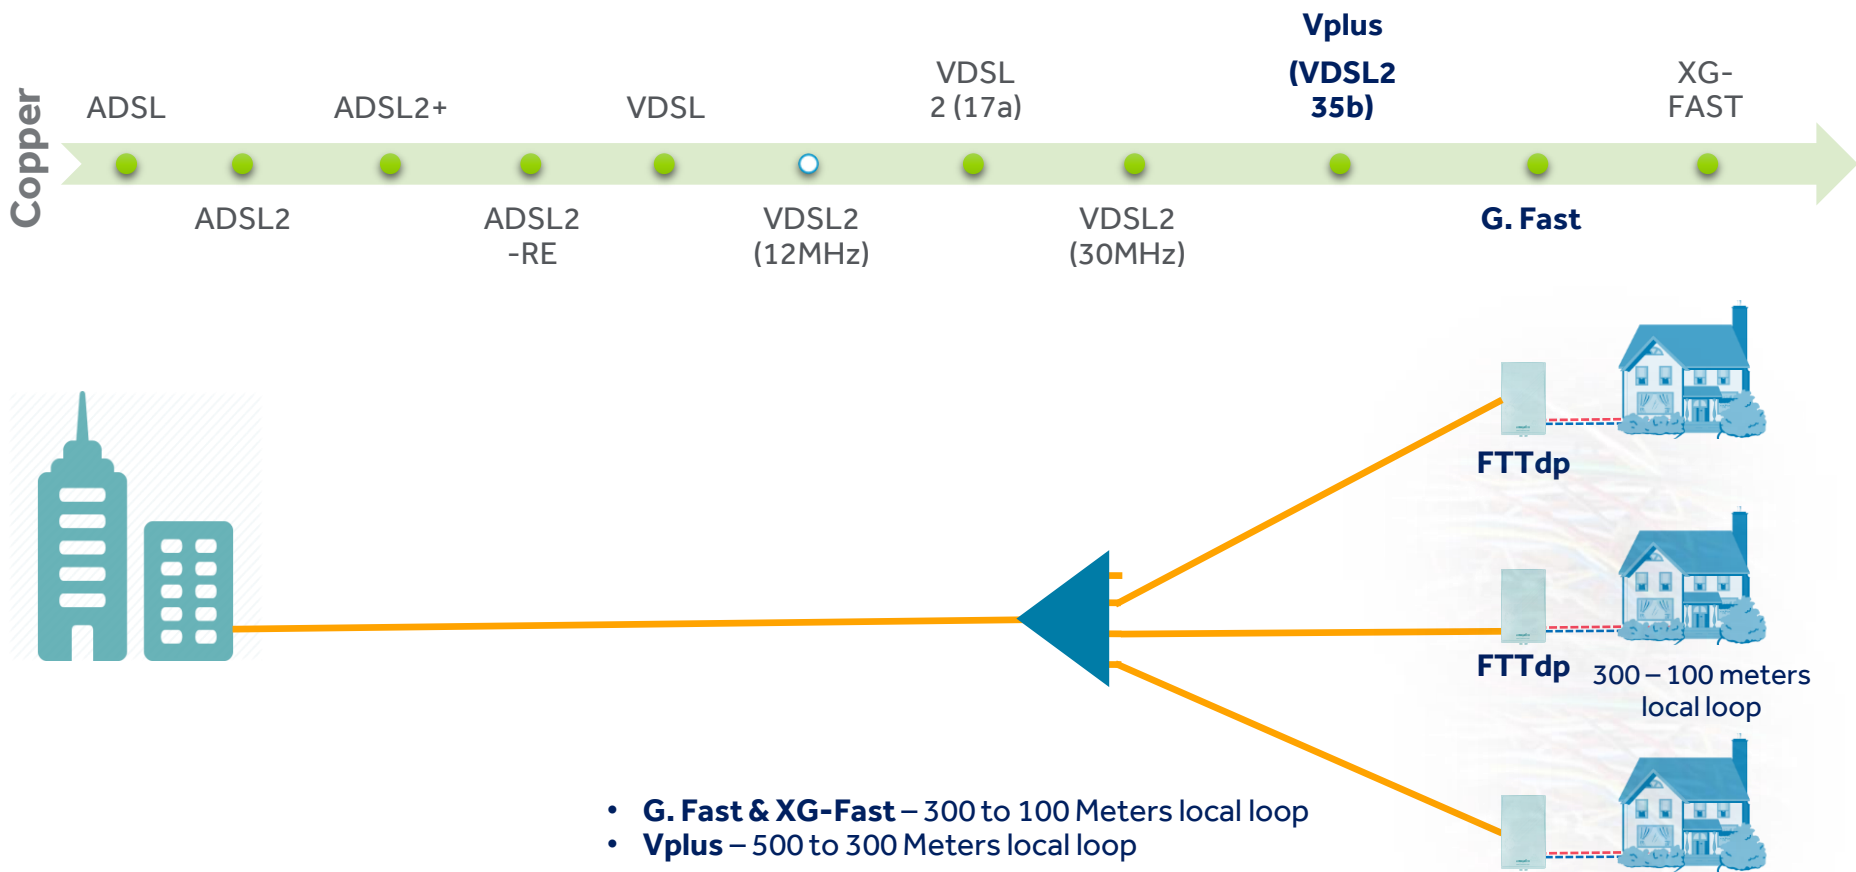 Copper
ADSL
ADSL2
ADSL2+
ADSL2
-RE
VDSL
VDSL2
(12MHz)
VDSL
2 (17a)
VDSL2
(30MHz)
Vplus
(VDSL2
35b)
G. Fast
XG-
FAST
FTTdp
FTTdp
300 – 100 meters
local loop
• G. Fast & XG-Fast – 300 to 100 Meters local loop
• Vplus – 500 to 300 Meters local loop